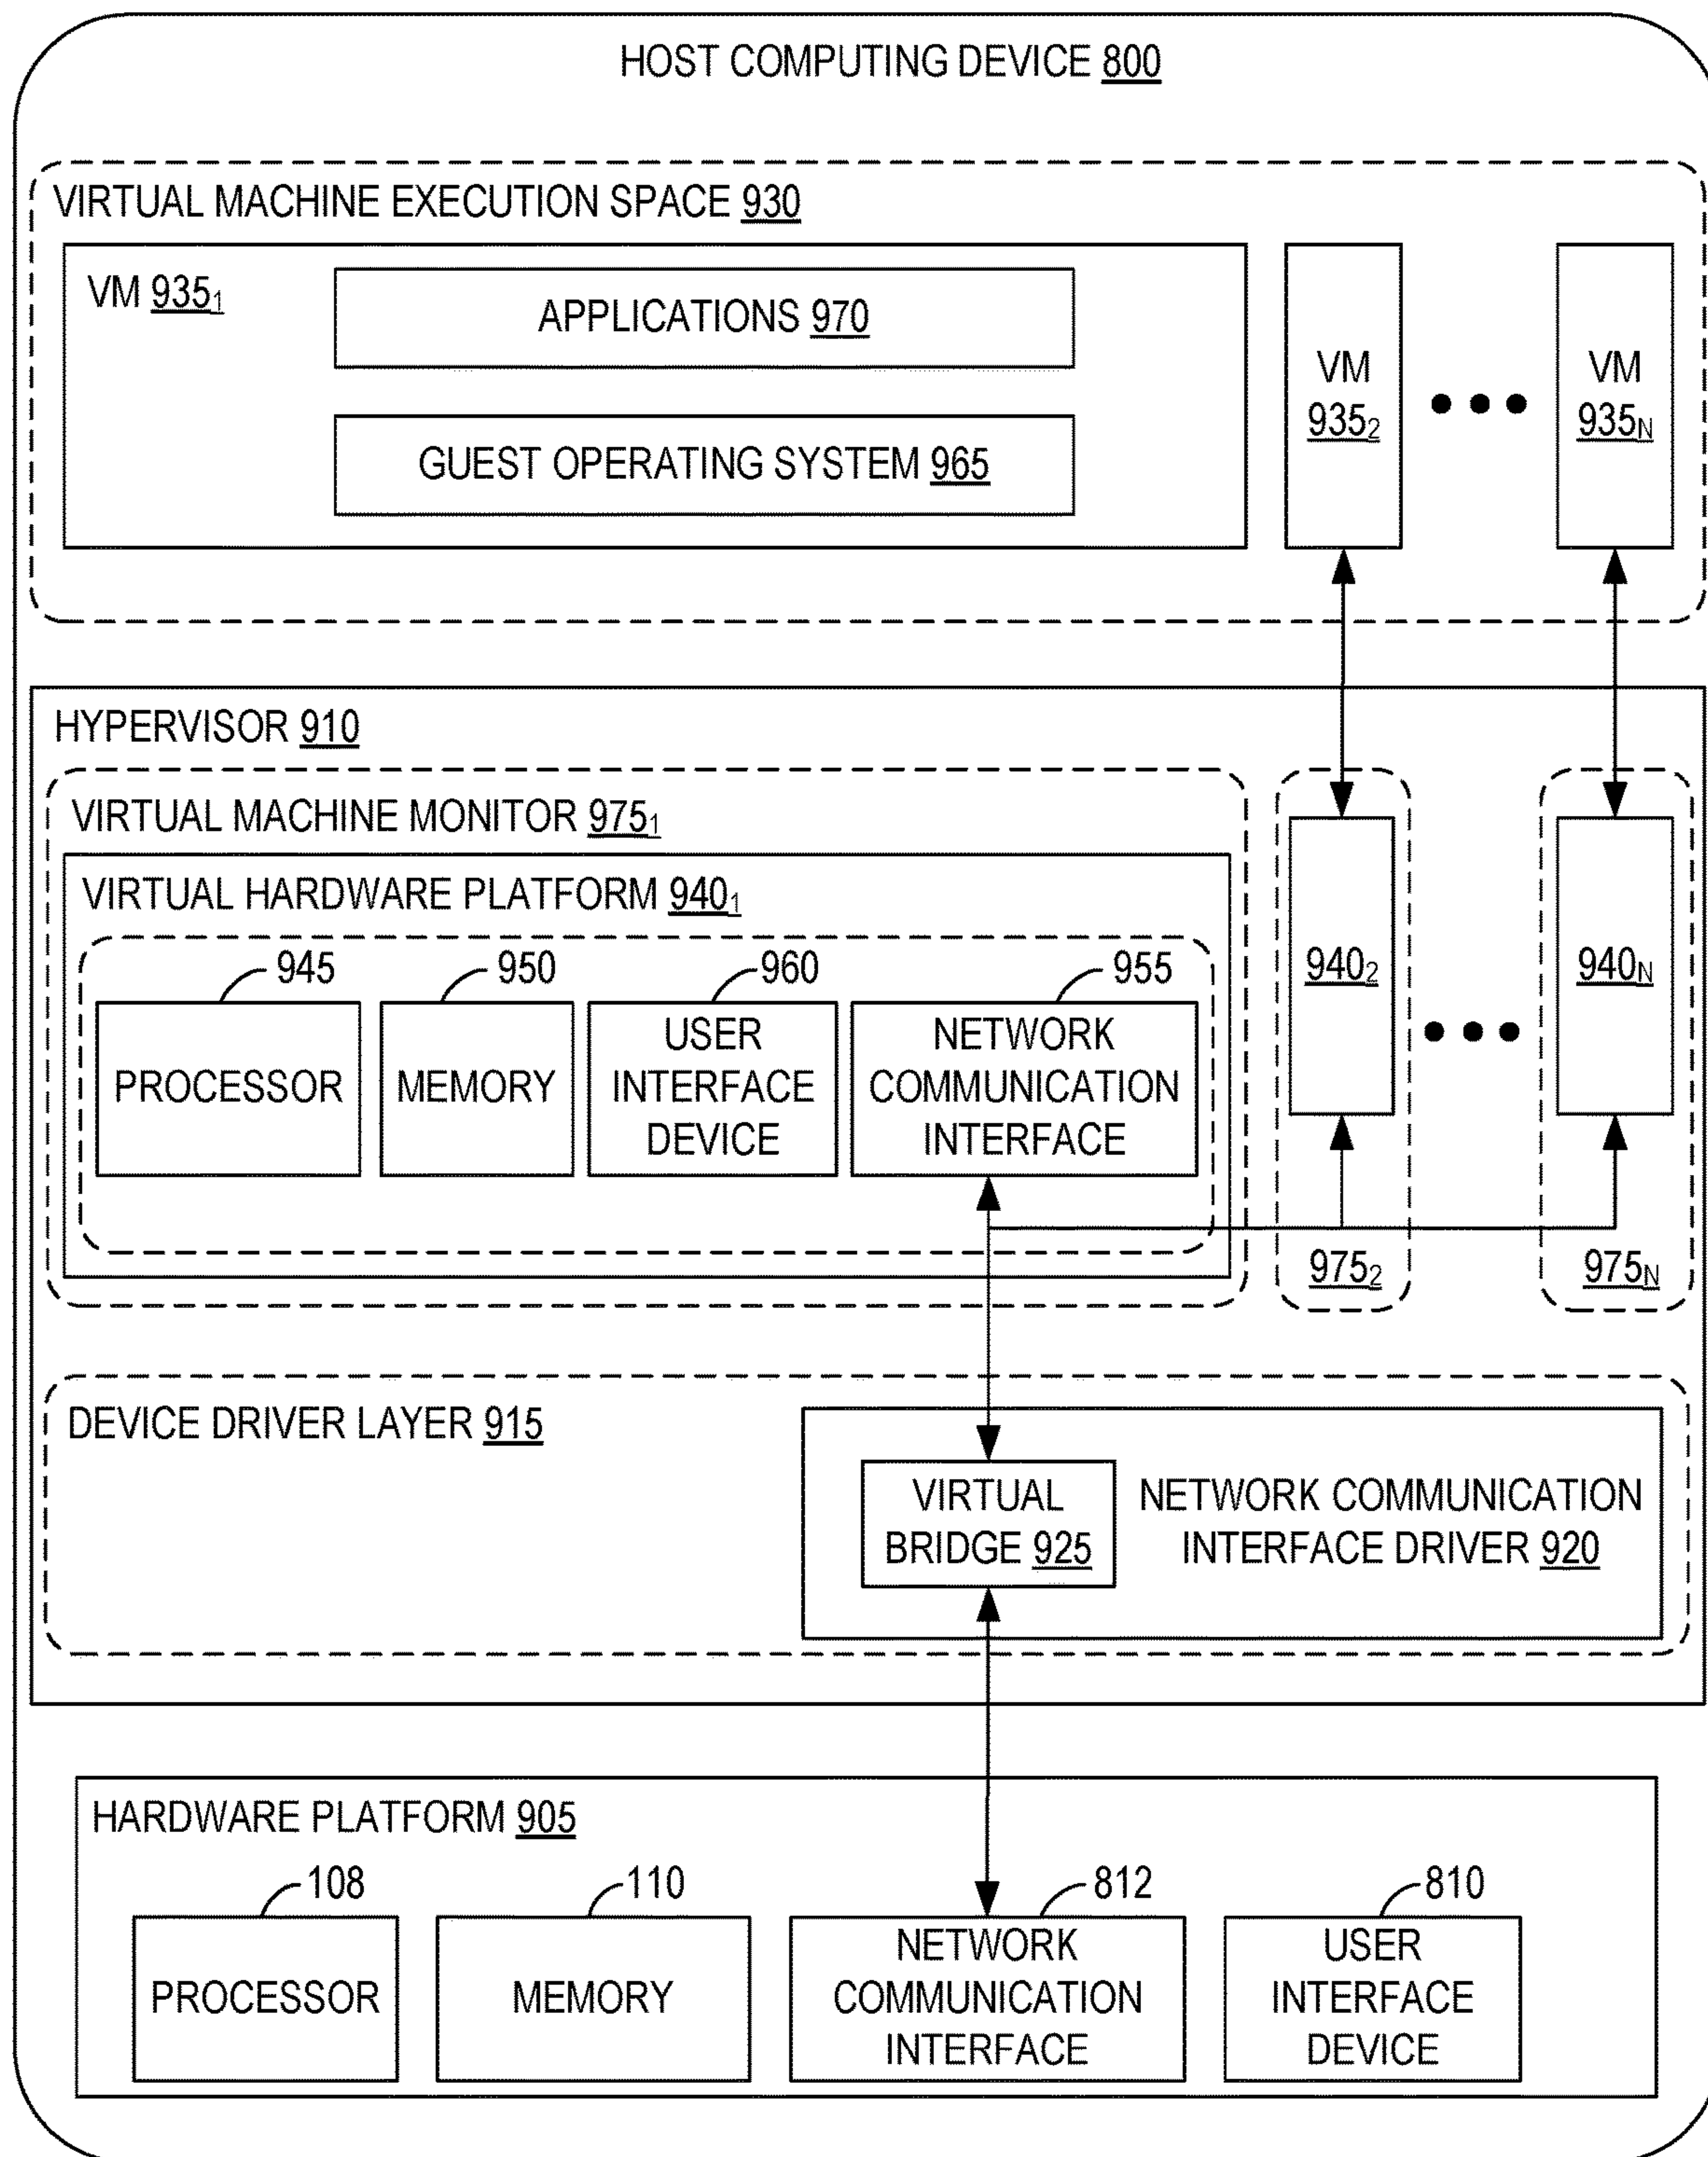 HOST COMPUTING DEVICE 800
VIRTUAL MACHINE EXECUTION SPACE 930
VM 935₁
APPLICATIONS 970
GUEST OPERATING SYSTEM 965
VM
935₂
VM
935N
HYPERVISOR 910
VIRTUAL MACHINE MONITOR 975₁
VIRTUAL HARDWARE PLATFORM 940₁
945
950
960
955
PROCESSOR
MEMORY
USER
INTERFACE
DEVICE
NETWORK
COMMUNICATION
INTERFACE
940₂
940N
975₂
975N
DEVICE DRIVER LAYER 915
VIRTUAL
BRIDGE 925
NETWORK COMMUNICATION
INTERFACE DRIVER 920
HARDWARE PLATFORM 905
108
110
812
810
PROCESSOR
MEMORY
NETWORK
COMMUNICATION
INTERFACE
USER
INTERFACE
DEVICE